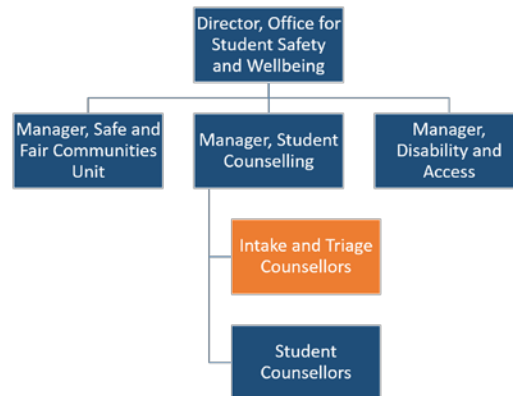 Director, Office for
Student Safety
and Wellbeing
Manager, Safe and
Fair Communities
Unit
Manager, Student
Counselling
Manager,
Disability and
Access
Intake and Triage
Counsellors
Student
Counsellors